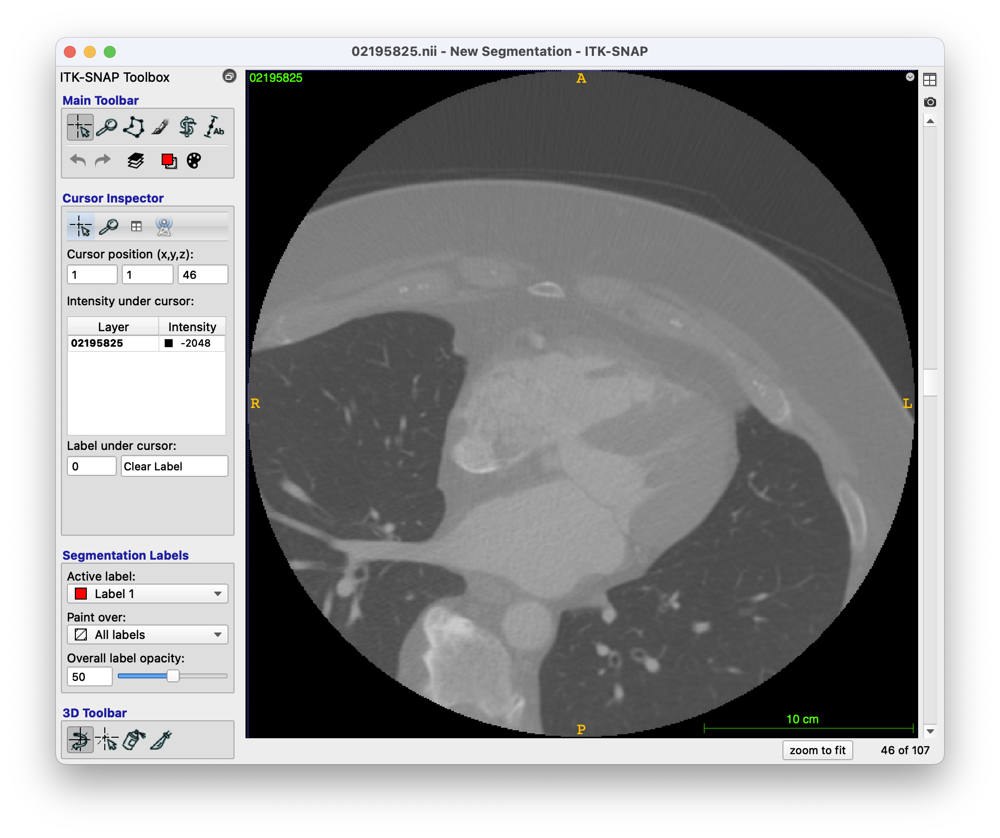 02195825.nii - New Segmentation - ITK-SNAP
ITK-SNAP Toolbox
Main Toolbar
Ab
Cursor Inspector
Cursor position (x,y,z):
1 1 46
Intensity under cursor:
Layer Intensity
02195825 -2048
Label under cursor:
0 Clear Label
Segmentation Labels
Active label:
Label 1
Paint over:
All labels
Overall label opacity:
50
3D Toolbar
02195825
A
R
L
P
10 cm
zoom to fit 46 of 107